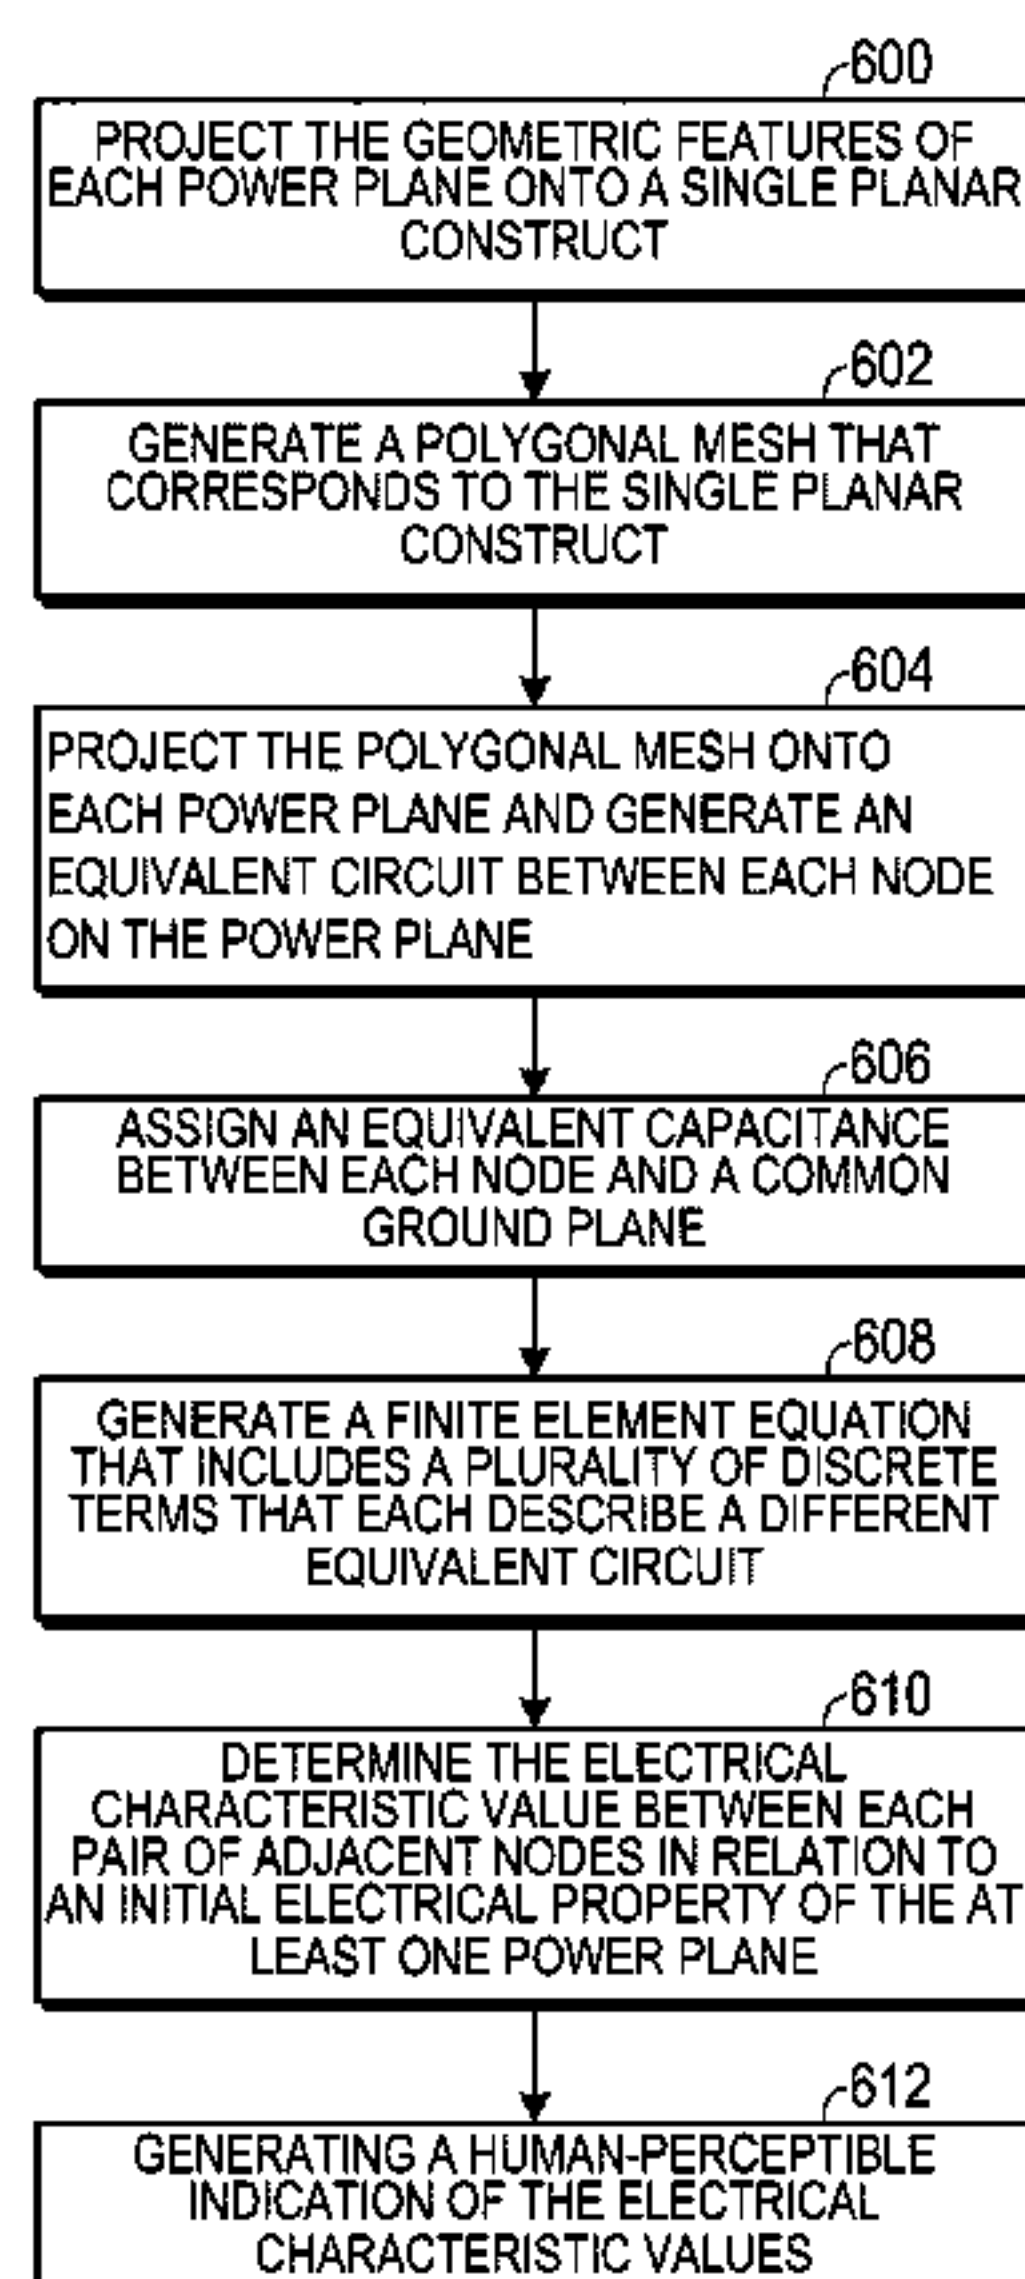 600
PROJECT THE GEOMETRIC FEATURES OF
EACH POWER PLANE ONTO A SINGLE PLANAR
CONSTRUCT
602
GENERATE A POLYGONAL MESH THAT
CORRESPONDS TO THE SINGLE PLANAR
CONSTRUCT
604
PROJECT THE POLYGONAL MESH ONTO
EACH POWER PLANE AND GENERATE AN
EQUIVALENT CIRCUIT BETWEEN EACH NODE
ON THE POWER PLANE
606
ASSIGN AN EQUIVALENT CAPACITANCE
BETWEEN EACH NODE AND A COMMON
GROUND PLANE
608
GENERATE A FINITE ELEMENT EQUATION
THAT INCLUDES A PLURALITY OF DISCRETE
TERMS THAT EACH DESCRIBE A DIFFERENT
EQUIVALENT CIRCUIT
610
DETERMINE THE ELECTRICAL
CHARACTERISTIC VALUE BETWEEN EACH
PAIR OF ADJACENT NODES IN RELATION TO
AN INITIAL ELECTRICAL PROPERTY OF THE AT
LEAST ONE POWER PLANE
612
GENERATING A HUMAN-PERCEPTIBLE
INDICATION OF THE ELECTRICAL
CHARACTERISTIC VALUES